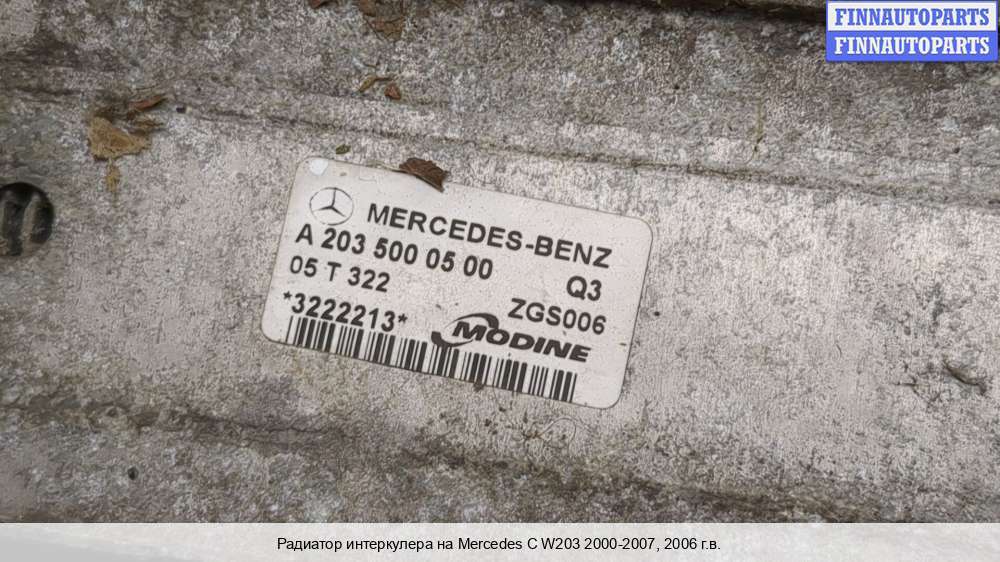 FINNAUTOPARTS
FINNAUTOPARTS
MERCEDES-BENZ
A 203 500 05 00 Q3
05 T 322 ZGS006
*3222213* MODINE
Радиатор интеркулера на Mercedes C W203 2000-2007, 2006 г.в.